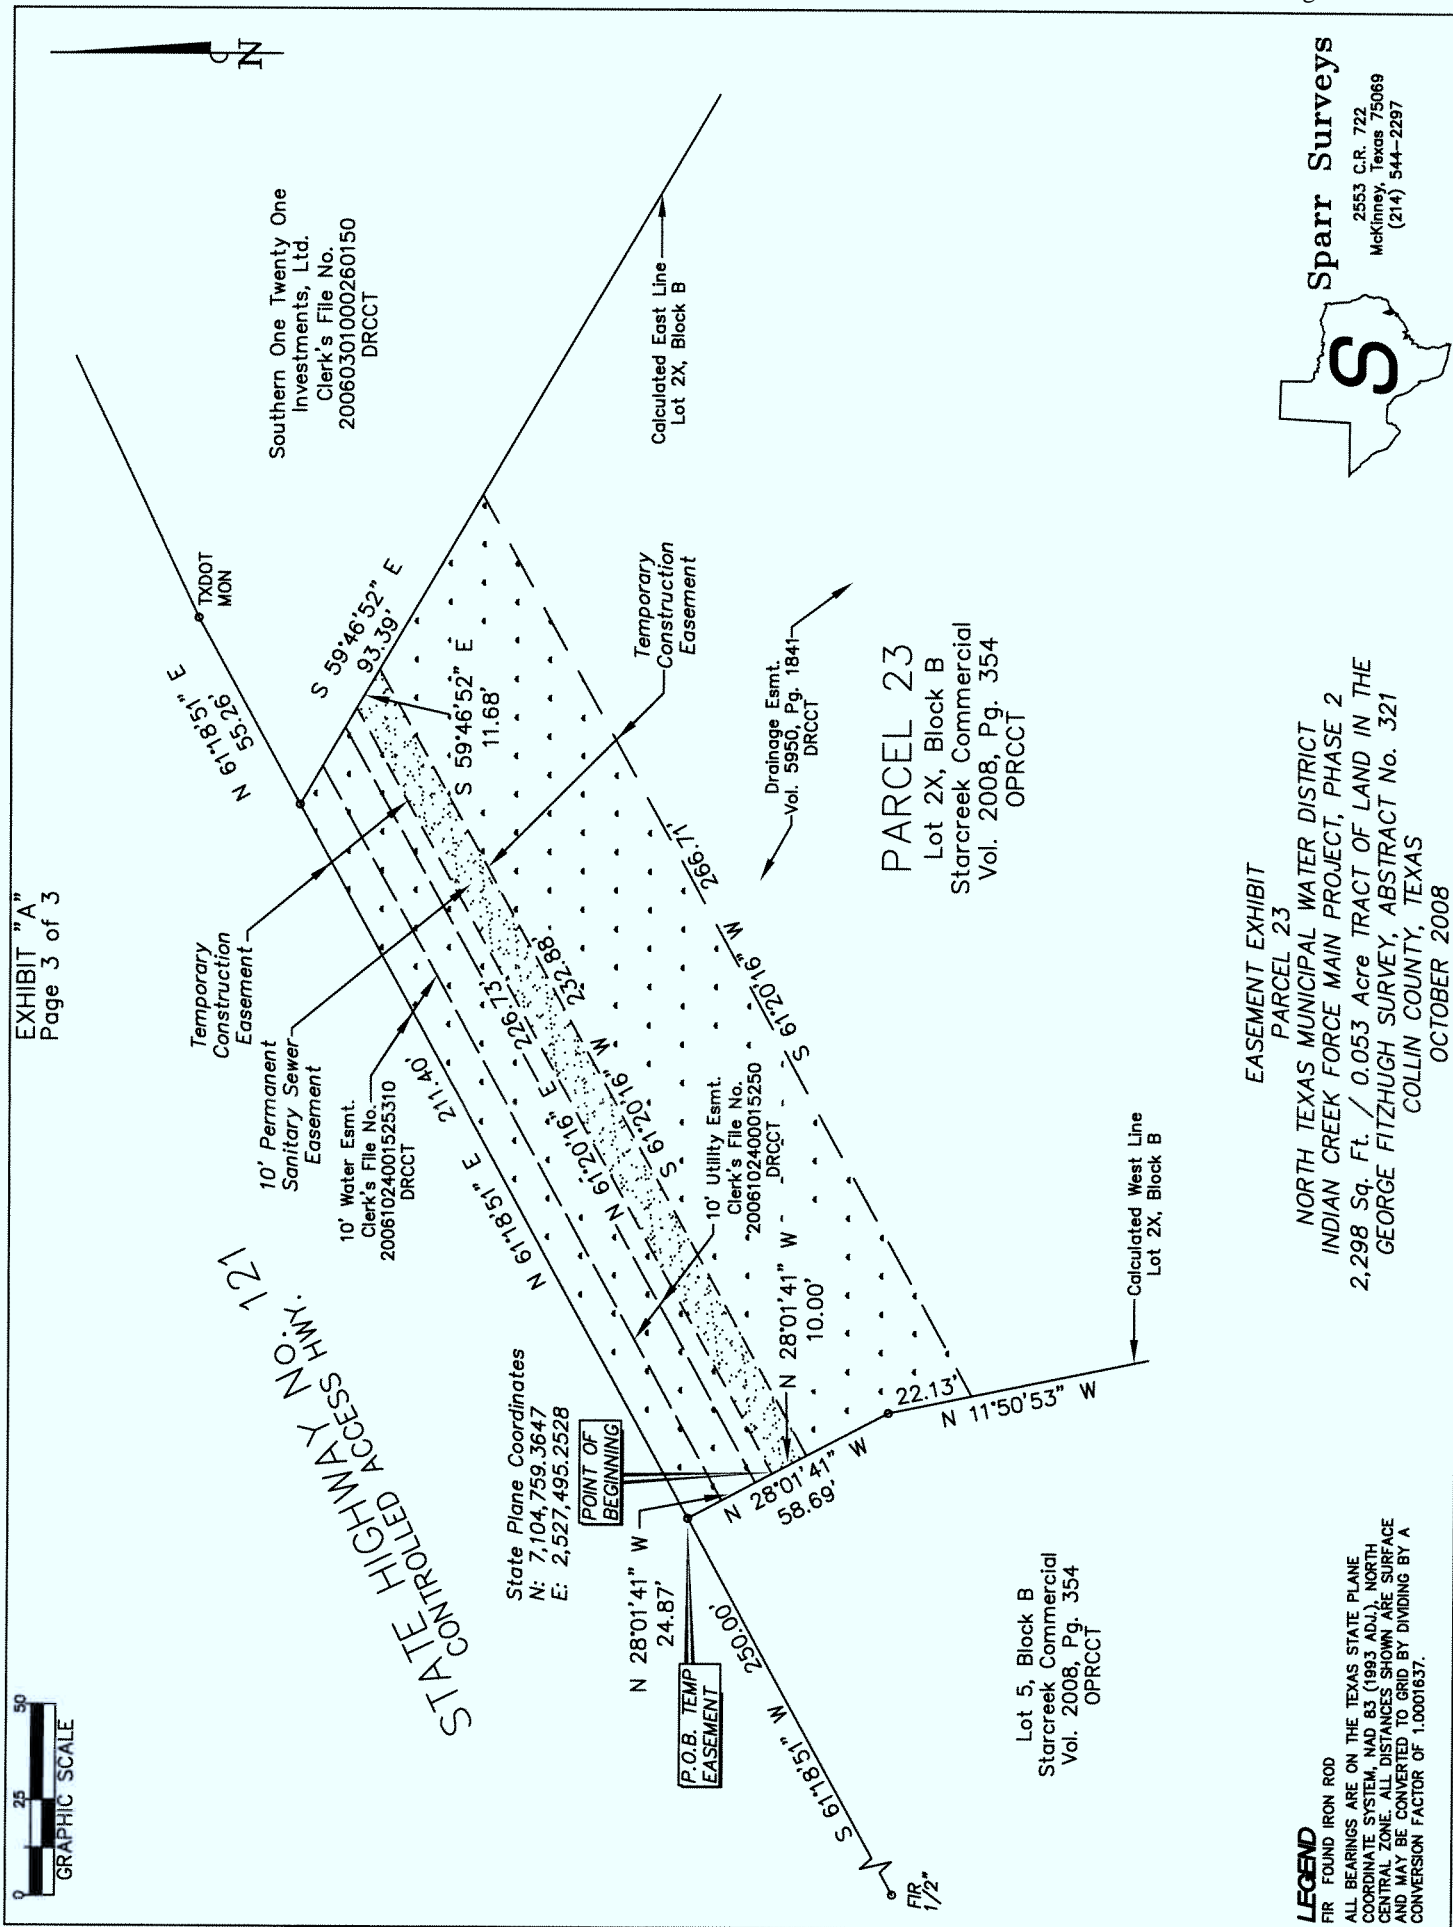 EXHIBIT "A"
Page 3 of 3
0
25
50
GRAPHIC SCALE
N
STATE HIGHWAY NO. 121
CONTROLLED ACCESS HWY.
Temporary
Construction
Easement
10' Permanent
Sanitary Sewer
Easement
10' Water Esmt.
Clerk's File No.
20061024001525310
DRCCT
N 61°18'51" E
55.26'
TXDOT
MON
Southern One Twenty One
Investments, Ltd.
Clerk's File No.
20060301000260150
DRCCT
S 59°46'52" E
93.39'
S 59°46'52" E
11.68'
N 61°18'51" E
211.40'
N 61°20'16" E
226.73'
S 61°20'16" W
232.88'
Temporary
Construction
Easement
Calculated East Line
Lot 2X, Block B
State Plane Coordinates
N: 7,104,759.3647
E: 2,527,495.2528
POINT OF
BEGINNING
N 28°01'41" W
24.87'
P.O.B. TEMP
EASEMENT
10' Utility Esmt.
Clerk's File No.
20061024000015250
DRCCT
N 28°01'41" W
10.00'
N 28°01'41" W
58.69'
S 61°20'16" W
266.71'
Drainage Esmt.
Vol. 5950, Pg. 1841
DRCCT
22.13'
N 11°50'53" W
S 61°18'51" W
250.00'
FIR
1/2"
Lot 5, Block B
Starcreek Commercial
Vol. 2008, Pg. 354
OPRCCT
PARCEL 23
Lot 2X, Block B
Starcreek Commercial
Vol. 2008, Pg. 354
OPRCCT
Calculated West Line
Lot 2X, Block B
LEGEND
FIR FOUND IRON ROD
ALL BEARINGS ARE ON THE TEXAS STATE PLANE
COORDINATE SYSTEM, NAD 83 (1993 ADJ.), NORTH
CENTRAL ZONE. ALL DISTANCES SHOWN ARE SURFACE
AND MAY BE CONVERTED TO GRID BY DIVIDING BY A
CONVERSION FACTOR OF 1.0001637.
EASEMENT EXHIBIT
PARCEL 23
NORTH TEXAS MUNICIPAL WATER DISTRICT
INDIAN CREEK FORCE MAIN PROJECT, PHASE 2
2,298 Sq. Ft. / 0.053 Acre TRACT OF LAND IN THE
GEORGE FITZHUGH SURVEY, ABSTRACT No. 321
COLLIN COUNTY, TEXAS
OCTOBER 2008
S
Sparr Surveys
2553 C.R. 722
McKinney, Texas 75069
(214) 544-2297